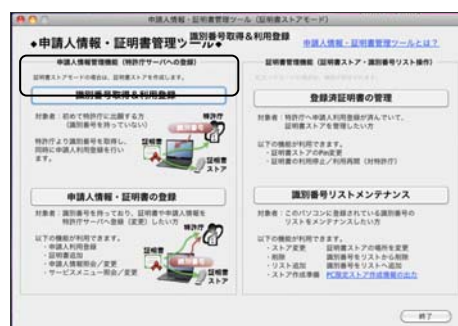 申請人情報・証明書管理ツール（証明書ストアモード）
◆申請人情報・証明書管理ツール◆
識別番号取得&利用登録
申請人情報・証明書管理ツールとは？
申請人情報管理機能（特許庁サーバへの登録）
証明書ストアモードの場合は、証明書ストアを作成します。
識別番号取得&利用登録
対象者：初めて特許庁に出願する方
（識別番号を持っていない）
特許庁より識別番号を取得し、
同時に申請人利用登録を行い
ます。
特許庁
識別番号
証明書
証明書
ストア
申請人情報・証明書の登録
対象者：識別番号を持っており、証明書や申請人情報を
特許庁サーバへ登録（変更）したい方
以下の機能が利用できます。
・申請人利用登録
・証明書追加
・申請人情報照会／変更
・サービスメニュー照会／変更
特許庁
証明書
識別番号
証明書
ストア
証明書管理機能（証明書ストア・識別番号リスト操作）
登録済証明書の管理
対象者：特許庁へ申請人利用登録が済んでいて、
証明書ストアを管理したい方
以下の機能が利用できます。
・証明書ストアのPin変更
・証明書の利用停止／利用再開（対特許庁）
識別番号リストメンテナンス
対象者：このパソコンに登録されている識別番号の
リストをメンテナンスしたい方
以下の機能が利用できます。
・ストア変更　証明書ストアの場所を変更
・削除　識別番号をリストから削除
・リスト追加　識別番号をリストへ追加
・ストア作成準備　PC限定ストア作成情報の出力
終了